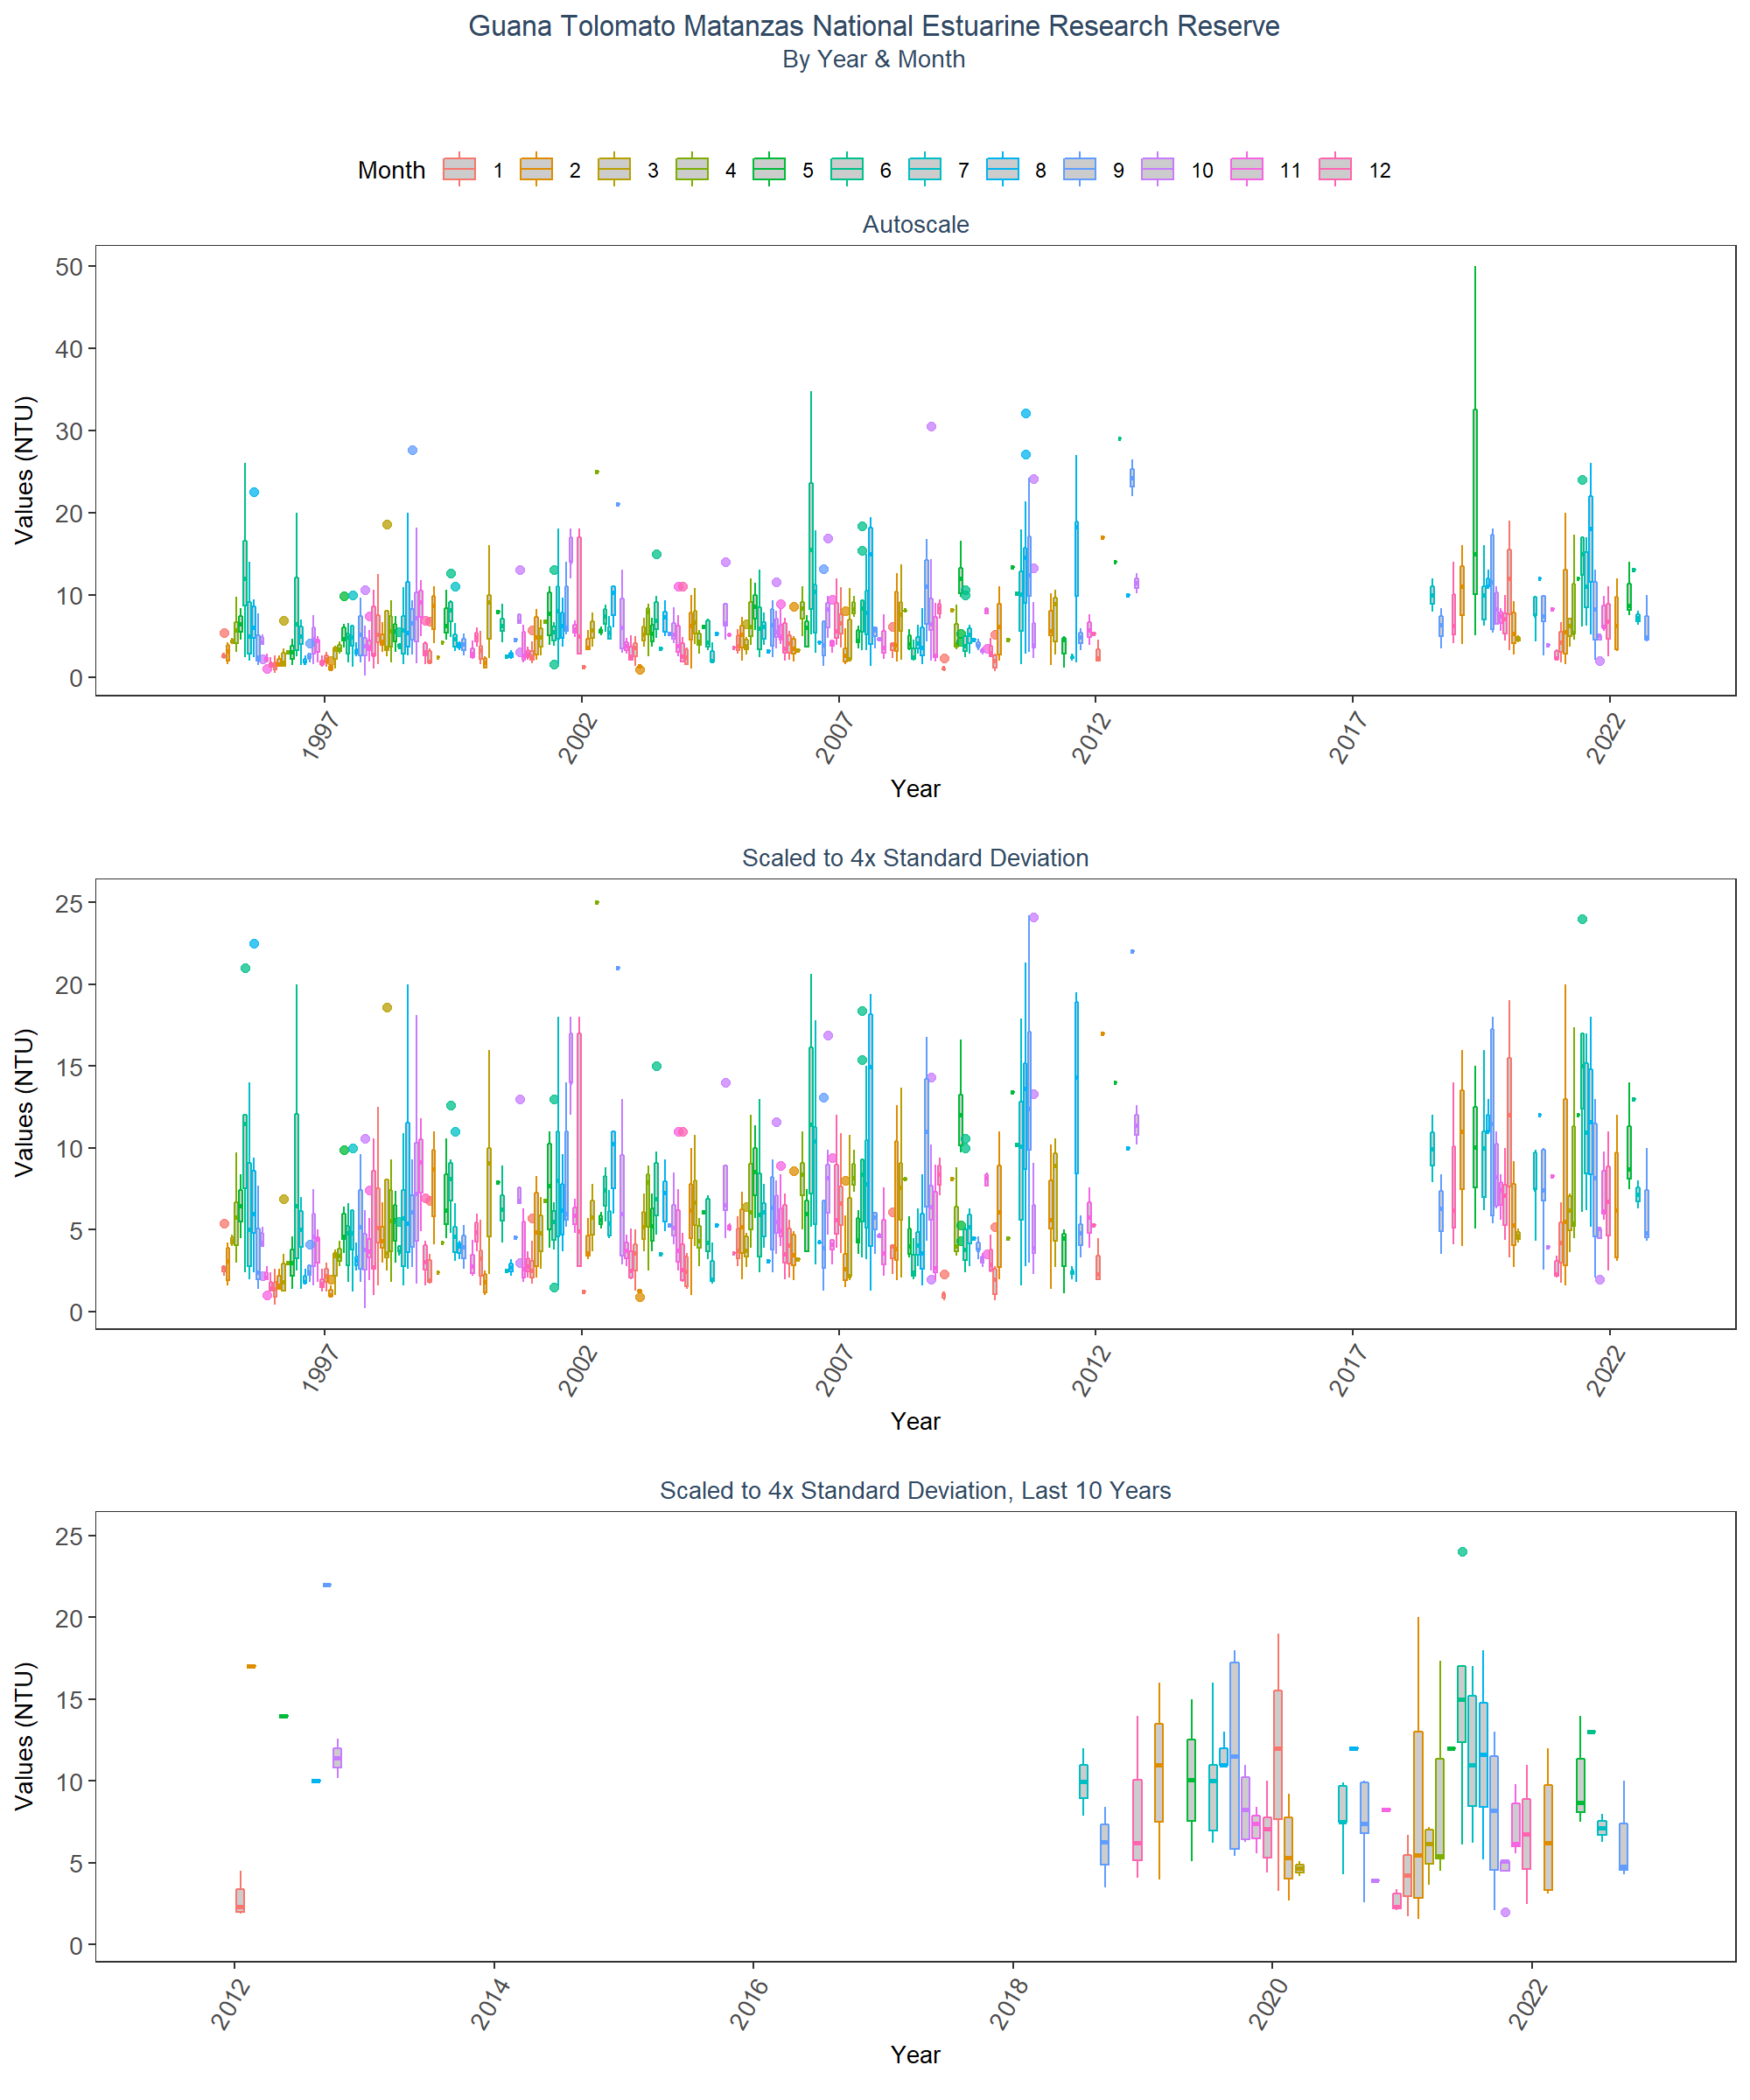 Guana Tolomato Matanzas National Estuarine Research Reserve
By Year & Month
Month 1 2 3 4 5 6 7 8 9 10 11 12
Autoscale
Values (NTU)
50
40
30
20
10
0
1997 2002 2007 2012 2017 2022
Year
Scaled to 4x Standard Deviation
Values (NTU)
25
20
15
10
5
0
1997 2002 2007 2012 2017 2022
Year
Scaled to 4x Standard Deviation, Last 10 Years
Values (NTU)
25
20
15
10
5
0
2012 2014 2016 2018 2020 2022
Year